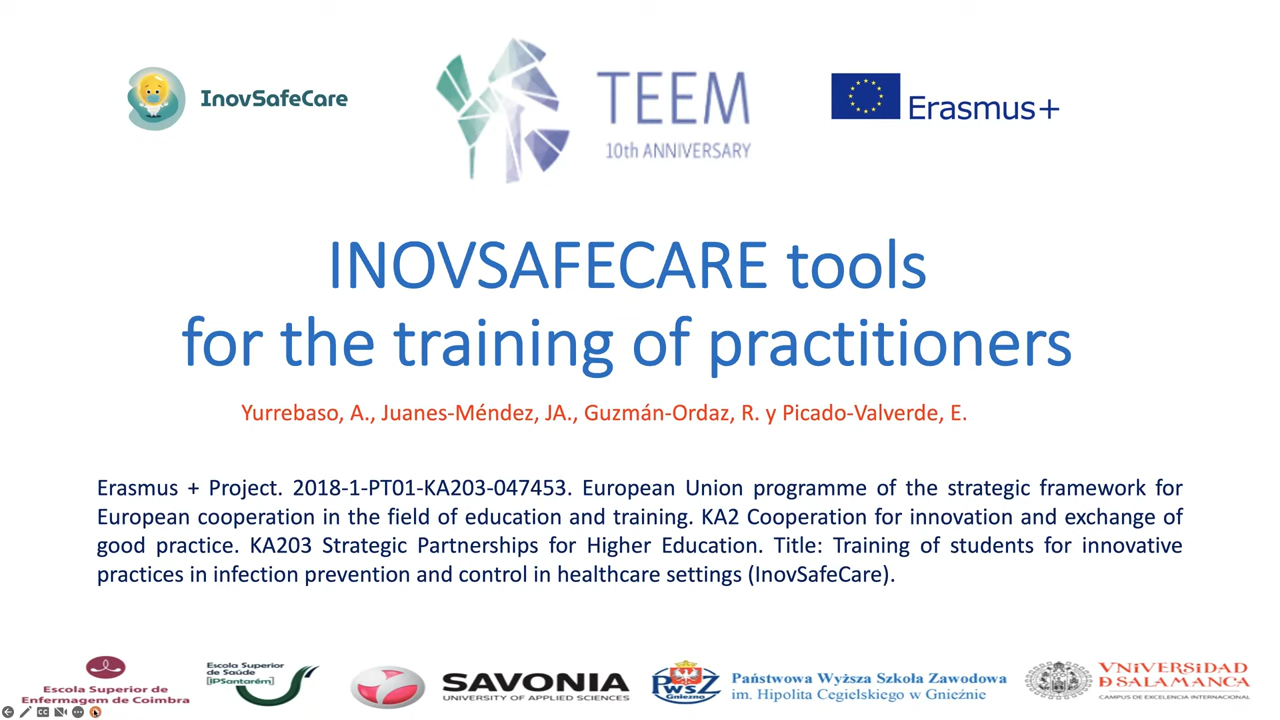 InovSafeCare
TEEM
10th ANNIVERSARY
Erasmus+
INOVSAFECARE tools
for the training of practitioners
Yurrebaso, A., Juanes-Méndez, JA., Guzmán-Ordaz, R. y Picado-Valverde, E.
Erasmus + Project. 2018-1-PT01-KA203-047453. European Union programme of the strategic framework for
European cooperation in the field of education and training. KA2 Cooperation for innovation and exchange of
good practice. KA203 Strategic Partnerships for Higher Education. Title: Training of students for innovative
practices in infection prevention and control in healthcare settings (InovSafeCare).
Escola Superior de
Enfermagem de Coimbra
Escola Superior
de Saúde
[IPSantarém]
SAVONIA
UNIVERSITY OF APPLIED SCIENCES
PWSZ
Gniezno
Państwowa Wyższa Szkoła Zawodowa
im. Hipolita Cegielskiego w Gnieźnie
VNiVERSiDAD
D SALAMANCA
CAMPUS DE EXCELENCIA INTERNACIONAL
CC